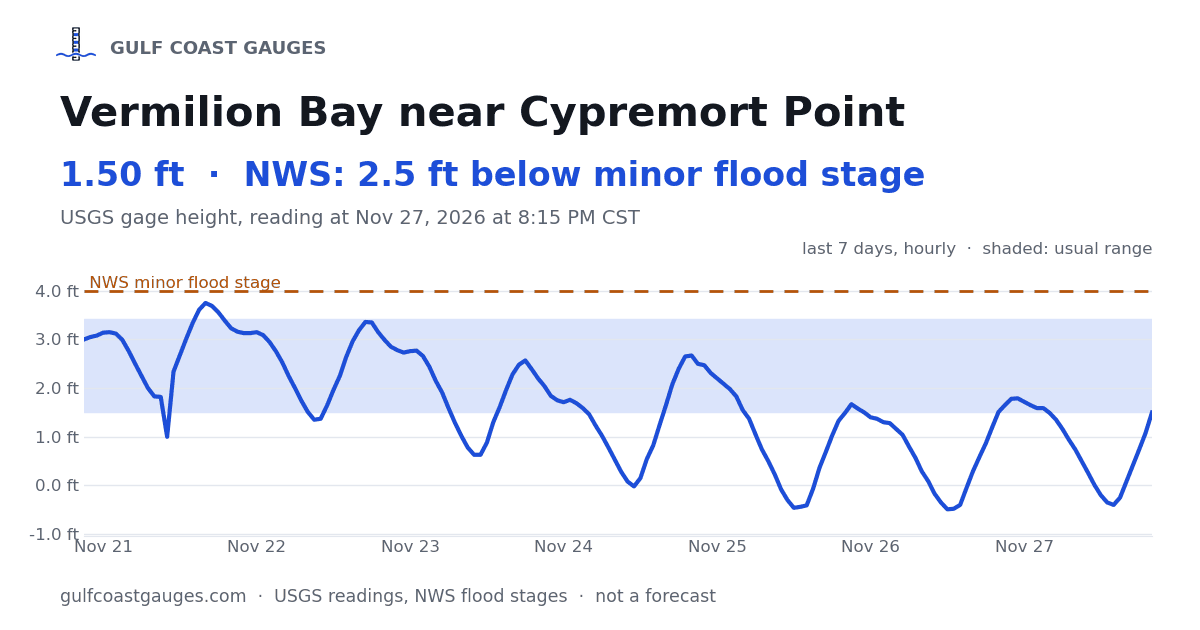 GULF COAST GAUGES
Vermilion Bay near Cypremort Point
1.50 ft · NWS: 2.5 ft below minor flood stage
USGS gage height, reading at Nov 27, 2026 at 8:15 PM CST
last 7 days, hourly · shaded: usual range
NWS minor flood stage
4.0 ft
3.0 ft
2.0 ft
1.0 ft
0.0 ft
-1.0 ft
Nov 21 Nov 22 Nov 23 Nov 24 Nov 25 Nov 26 Nov 27
gulfcoastgauges.com · USGS readings, NWS flood stages · not a forecast